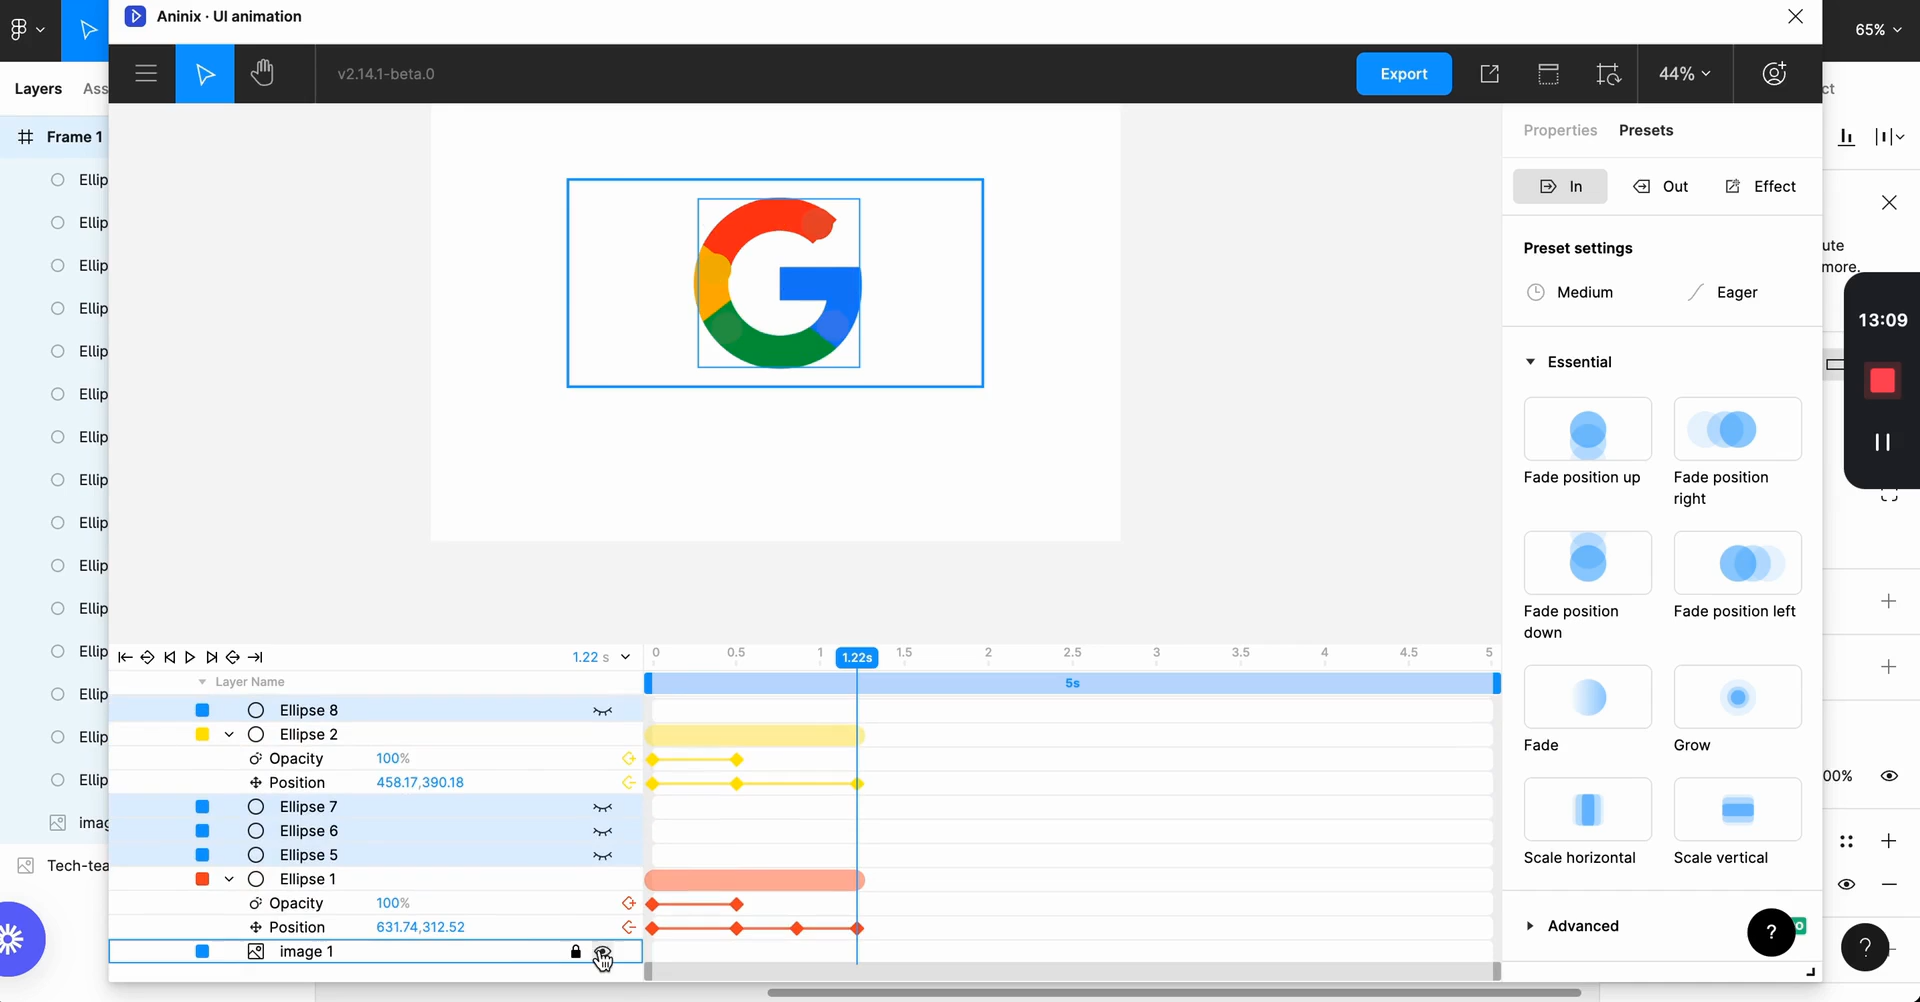 Aninix · UI animation
65%
v2.14.1-beta.0
Export
44%
Layers
Ass
ct
Frame 1
Properties
Presets
Ellip
In
Out
Effect
Ellip
Preset settings
ute
more.
Ellip
Medium
Eager
Ellip
13:09
Ellip
Essential
Ellip
Ellip
Fade position up
Fade position
right
Ellip
Ellip
Ellip
Fade position
down
Fade position left
Ellip
Ellip
1.22 s
0
0.5
1
1.22s
1.5
2
2.5
3
3.5
4
4.5
5
Layer Name
5s
Ellip
Ellipse 8
Ellipse 2
Fade
Grow
Ellip
Opacity
100%
Position
458.17,390.18
00%
Ellip
Ellipse 7
imag
Ellipse 6
Ellipse 5
Scale horizontal
Scale vertical
Tech-tea
Ellipse 1
Opacity
100%
Position
631.74,312.52
Advanced
?
?
image 1